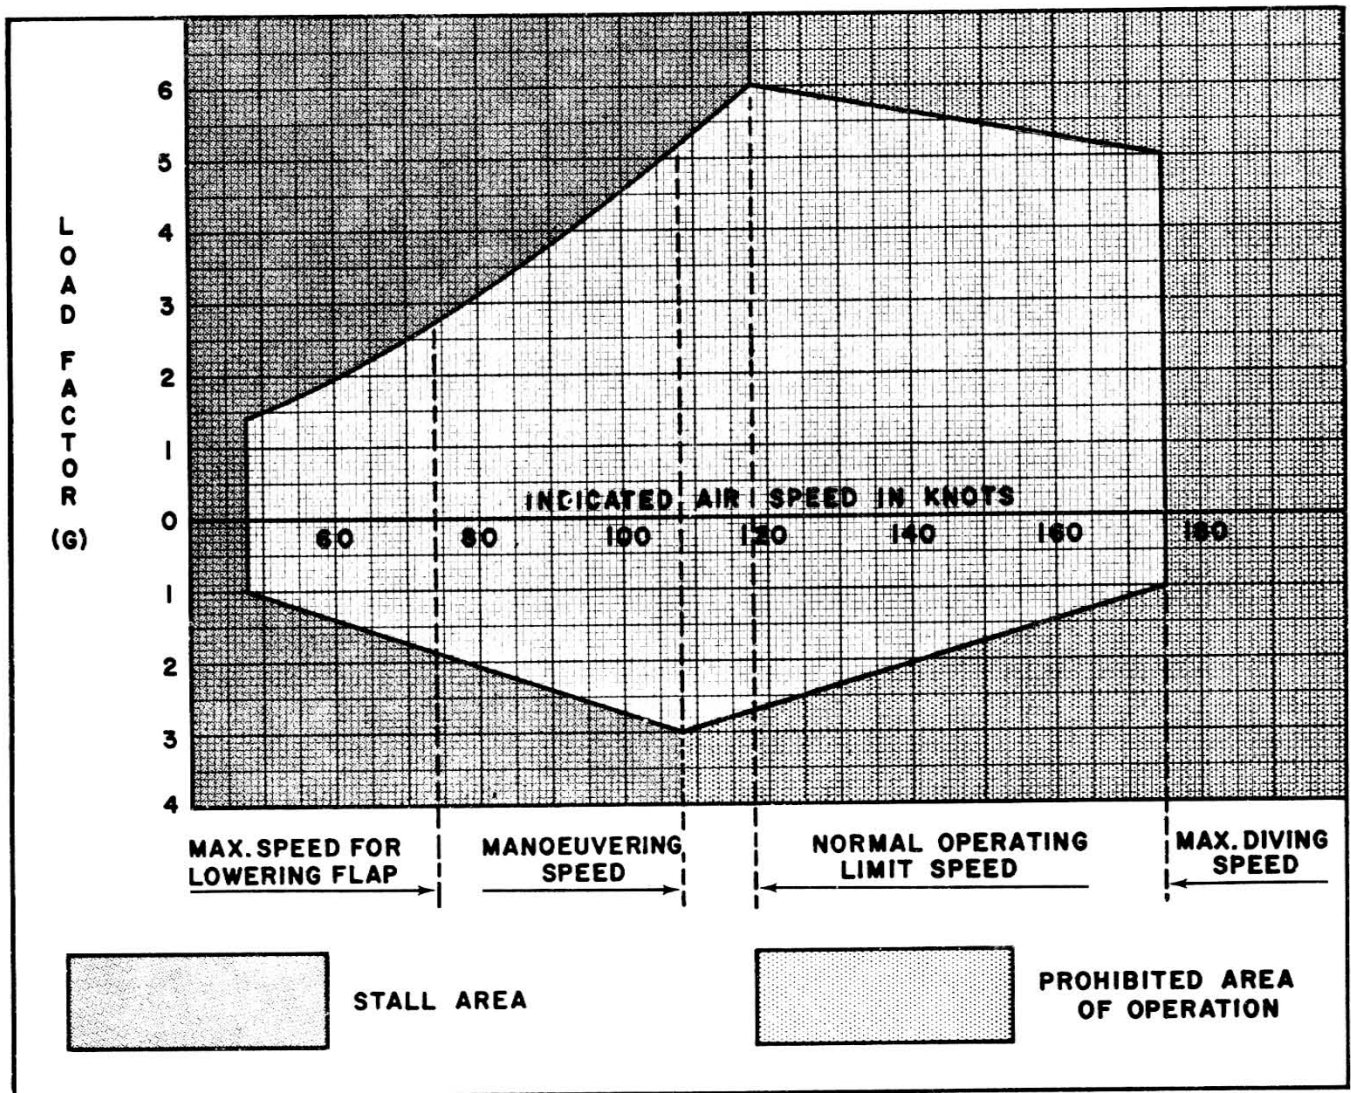 6
5
4
3
2
1
0
1
2
3
4
LOAD FACTOR
(G)
INDICATED AIR SPEED IN KNOTS
60 80 100 120 140 160 180
MAX. SPEED FOR
LOWERING FLAP
MANOEUVERING
SPEED
NORMAL OPERATING
LIMIT SPEED
MAX. DIVING
SPEED
STALL AREA
PROHIBITED AREA
OF OPERATION